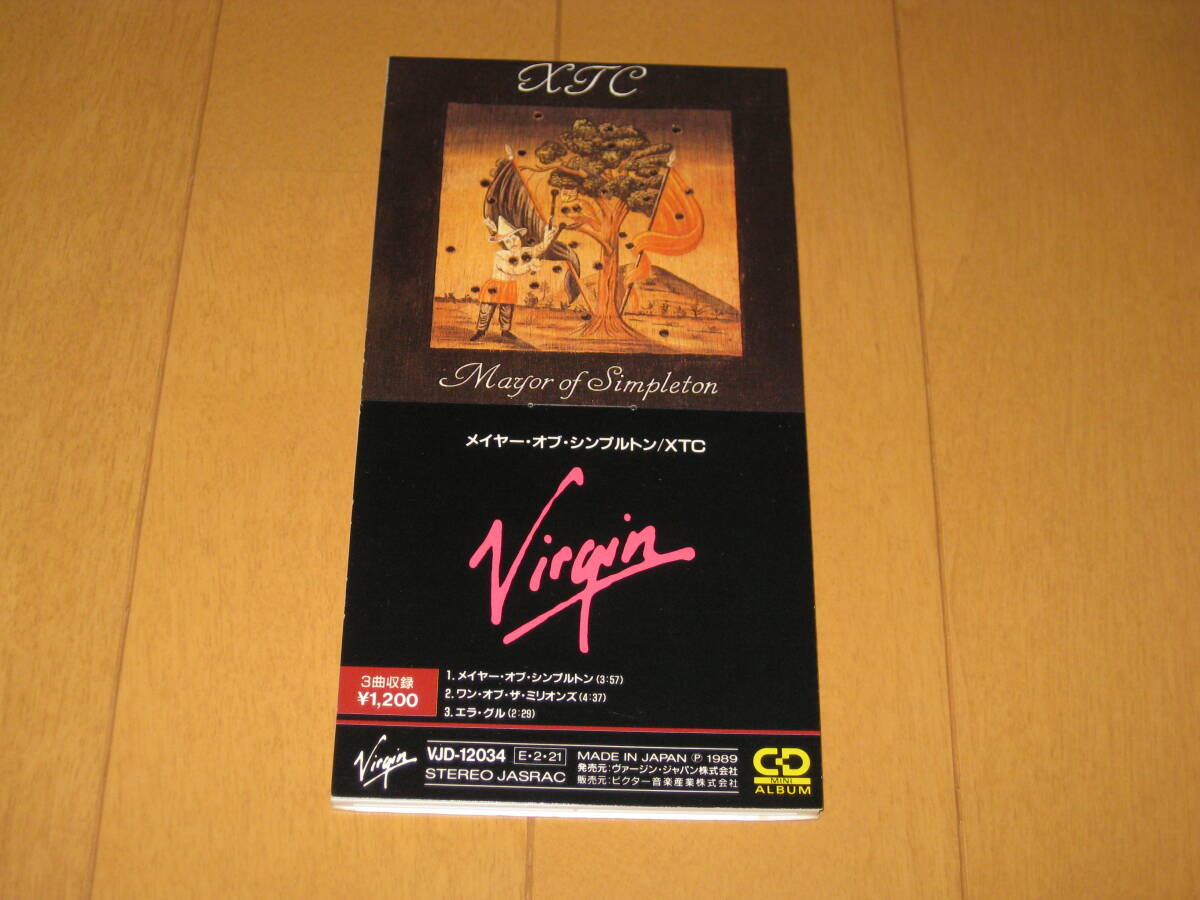 XTC
Mayor of Simpleton
メイヤー・オブ・シンプルトン/XTC
Virgin
3曲収録
¥1,200
1. メイヤー・オブ・シンプルトン (3:57)
2. ワン・オブ・ザ・ミリオンズ (4:37)
3. エラ・グル (2:29)
Virgin
VJD-12034 E・2・21
STEREO JASRAC
MADE IN JAPAN Ⓟ 1989
発売元:ヴァージン・ジャパン株式会社
販売元:ビクター音楽産業株式会社
CD
MINI
ALBUM